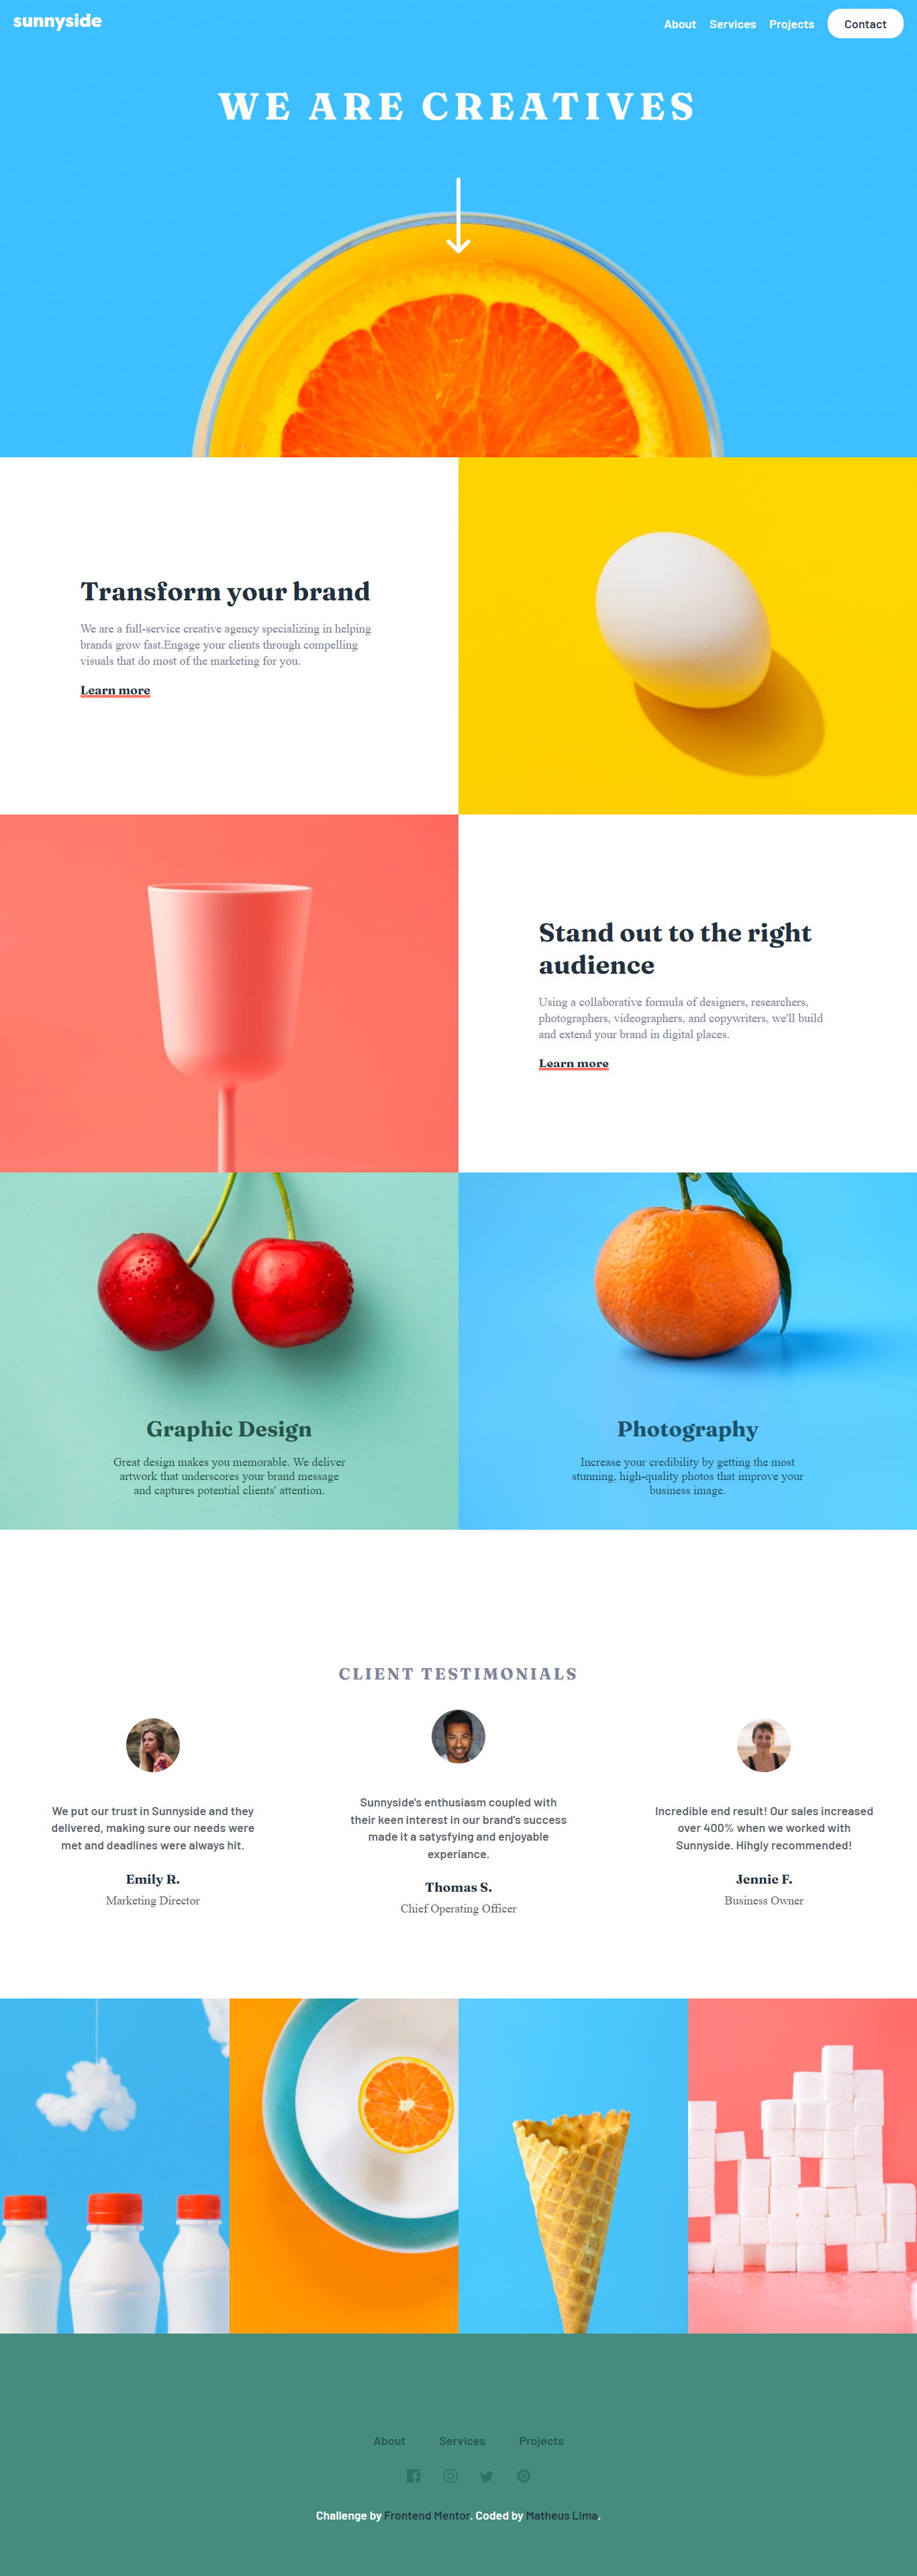 sunnyside
About Services Projects Contact
WE ARE CREATIVES
Transform your brand
We are a full-service creative agency specializing in helping
brands grow fast.Engage your clients through compelling
visuals that do most of the marketing for you.
Learn more
Stand out to the right
audience
Using a collaborative formula of designers, researchers,
photographers, videographers, and copywriters, we'll build
and extend your brand in digital places.
Learn more
Graphic Design
Great design makes you memorable. We deliver
artwork that underscores your brand message
and captures potential clients' attention.
Photography
Increase your credibility by getting the most
stunning, high-quality photos that improve your
business image.
CLIENT TESTIMONIALS
We put our trust in Sunnyside and they
delivered, making sure our needs were
met and deadlines were always hit.
Emily R.
Marketing Director
Sunnyside's enthusiasm coupled with
their keen interest in our brand's success
made it a satysfying and enjoyable
experiance.
Thomas S.
Chief Operating Officer
Incredible end result! Our sales increased
over 400% when we worked with
Sunnyside. Hihgly recommended!
Jennie F.
Business Owner
About Services Projects
Challenge by Frontend Mentor. Coded by Matheus Lima.